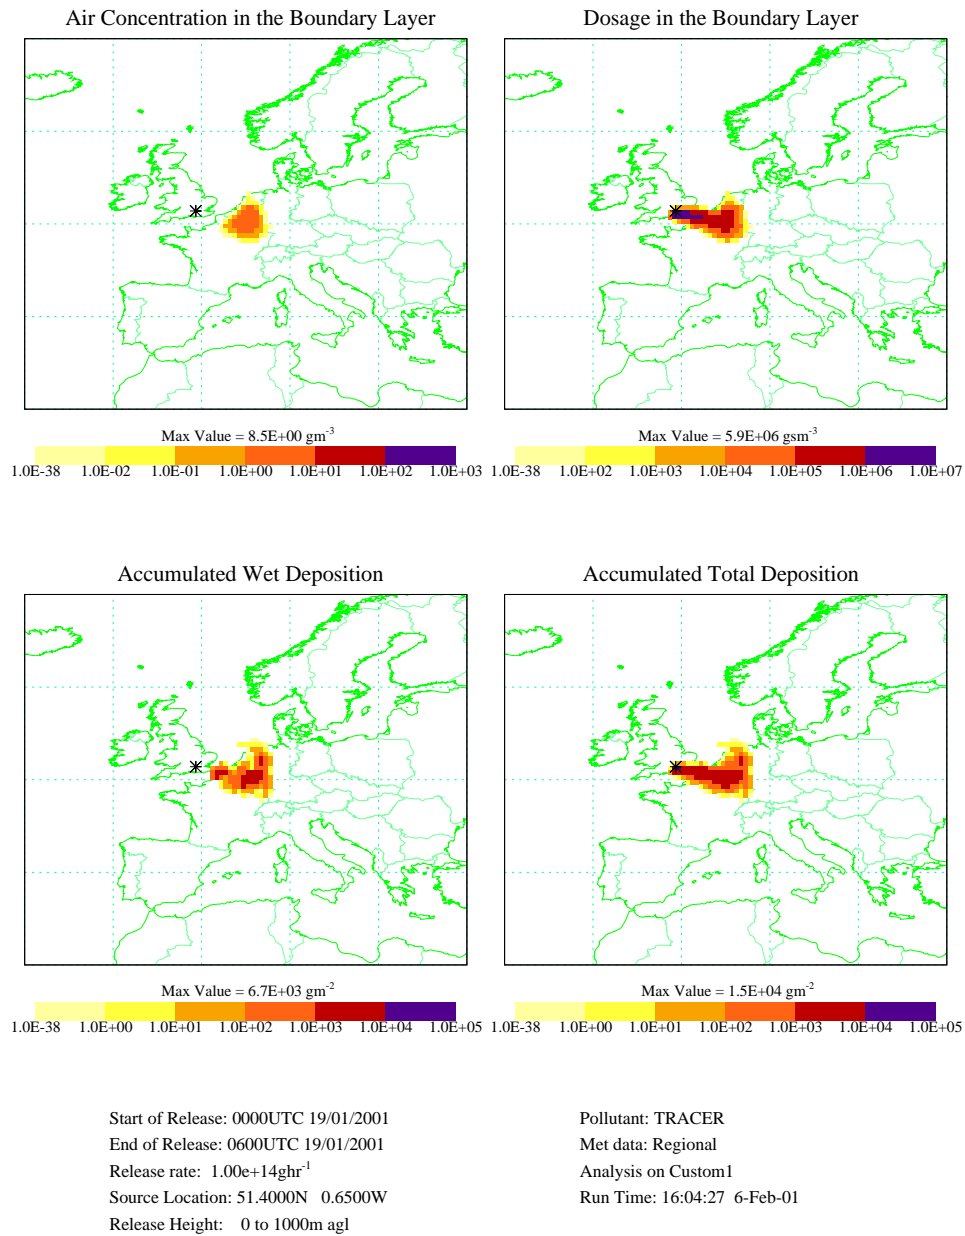 Air Concentration in the Boundary Layer
Dosage in the Boundary Layer
Max Value = 8.5E+00 gm-3
1.0E-38 1.0E-02 1.0E-01 1.0E+00 1.0E+01 1.0E+02 1.0E+03
Max Value = 5.9E+06 gsm-3
1.0E-38 1.0E+02 1.0E+03 1.0E+04 1.0E+05 1.0E+06 1.0E+07
Accumulated Wet Deposition
Accumulated Total Deposition
Max Value = 6.7E+03 gm-2
1.0E-38 1.0E+00 1.0E+01 1.0E+02 1.0E+03 1.0E+04 1.0E+05
Max Value = 1.5E+04 gm-2
1.0E-38 1.0E+00 1.0E+01 1.0E+02 1.0E+03 1.0E+04 1.0E+05
Start of Release: 0000UTC 19/01/2001
End of Release: 0600UTC 19/01/2001
Release rate: 1.00e+14ghr-1
Source Location: 51.4000N 0.6500W
Release Height: 0 to 1000m agl
Pollutant: TRACER
Met data: Regional
Analysis on Custom1
Run Time: 16:04:27 6-Feb-01